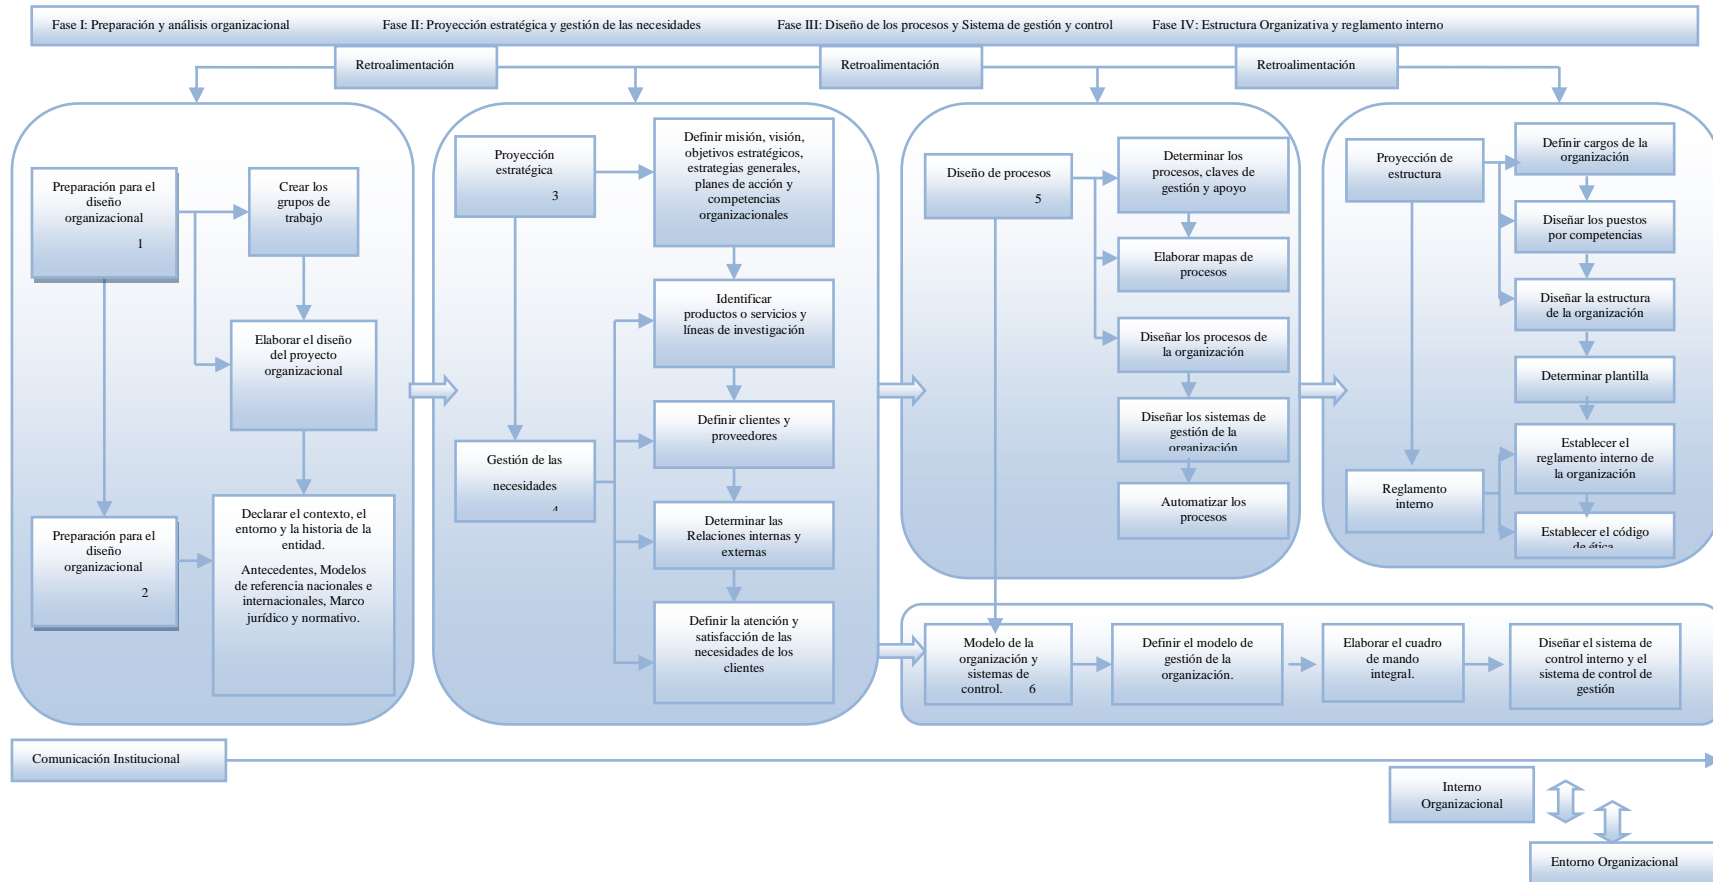 Fase I: Preparación y análisis organizacional
Fase II: Proyección estratégica y gestión de las necesidades
Fase III: Diseño de los procesos y Sistema de gestión y control
Fase IV: Estructura Organizativa y reglamento interno
Retroalimentación
Retroalimentación
Retroalimentación
Preparación para el
diseño
organizacional
1
Crear los
grupos de
trabajo
Elaborar el diseño
del proyecto
organizacional
Preparación para el
diseño
organizacional
2
Declarar el contexto, el
entorno y la historia de la
entidad.
Antecedentes, Modelos
de referencia nacionales e
internacionales, Marco
jurídico y normativo.
Proyección
estratégica
3
Definir misión, visión,
objetivos estratégicos,
estrategias generales,
planes de acción y
competencias
organizacionales
Identificar
productos o servicios y
líneas de investigación
Definir clientes y
proveedores
Gestión de las
necesidades
4
Determinar las
Relaciones internas y
externas
Definir la atención y
satisfacción de las
necesidades de los
clientes
Diseño de procesos
5
Determinar los
procesos, claves de
gestión y apoyo
Elaborar mapas de
procesos
Diseñar los procesos de
la organización
Diseñar los sistemas de
gestión de la
organización
Automatizar los
procesos
Proyección de
estructura
Definir cargos de la
organización
Diseñar los puestos
por competencias
Diseñar la estructura
de la organización
Determinar plantilla
Establecer el
reglamento interno de
la organización
Reglamento
interno
Establecer el código
de ética
Modelo de la
organización y
sistemas de
control. 6
Definir el modelo de
gestión de la
organización.
Elaborar el cuadro
de mando
integral.
Diseñar el sistema de
control interno y el
sistema de control de
gestión
Comunicación Institucional
Interno
Organizacional
Entorno Organizacional